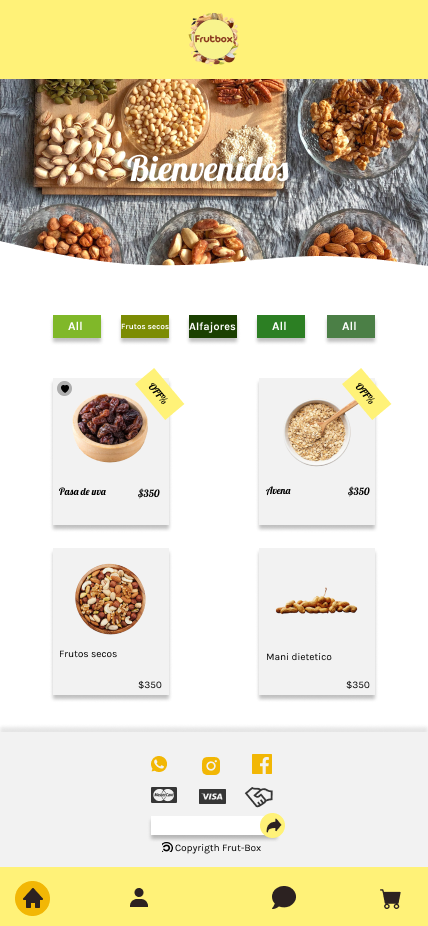 Frutbox
Bienvenidos
All
Frutos secos
Alfajores
All
All
OFF%
OFF%
Pasa de uva
$350
Avena
$350
Frutos secos
$350
Mani dietetico
$350
MasterCard
VISA
Copyrigth Frut-Box